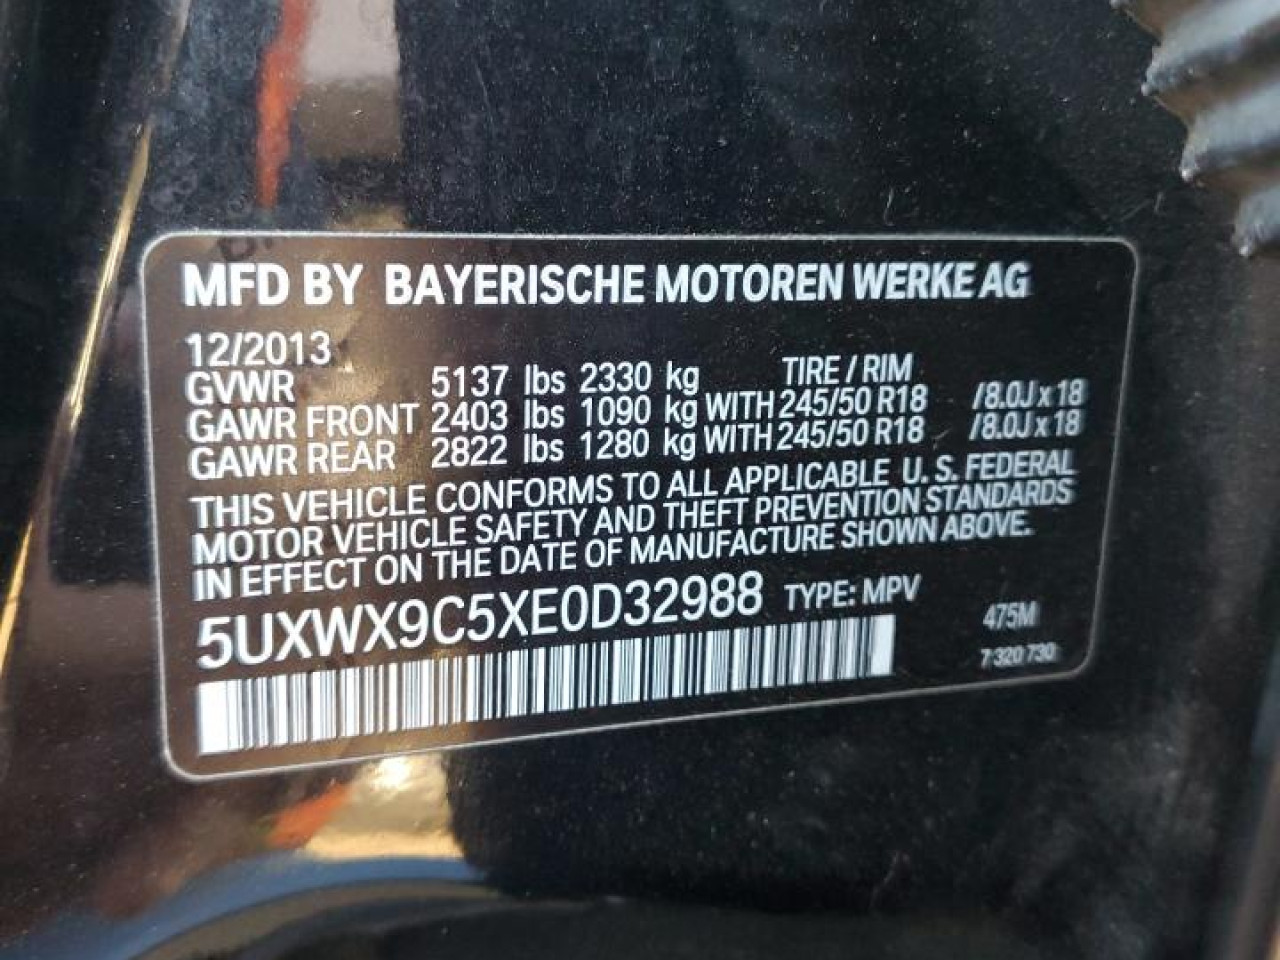 MFD BY BAYERISCHE MOTOREN WERKE AG
12/2013
GVWR 5137 lbs 2330 kg TIRE / RIM
GAWR FRONT 2403 lbs 1090 kg WITH 245/50 R18 /8.0J x 18
GAWR REAR 2822 lbs 1280 kg WITH 245/50 R18 /8.0J x 18
THIS VEHICLE CONFORMS TO ALL APPLICABLE U. S. FEDERAL
MOTOR VEHICLE SAFETY AND THEFT PREVENTION STANDARDS
IN EFFECT ON THE DATE OF MANUFACTURE SHOWN ABOVE.
5UXWX9C5XE0D32988 TYPE: MPV
475M
7 320 730